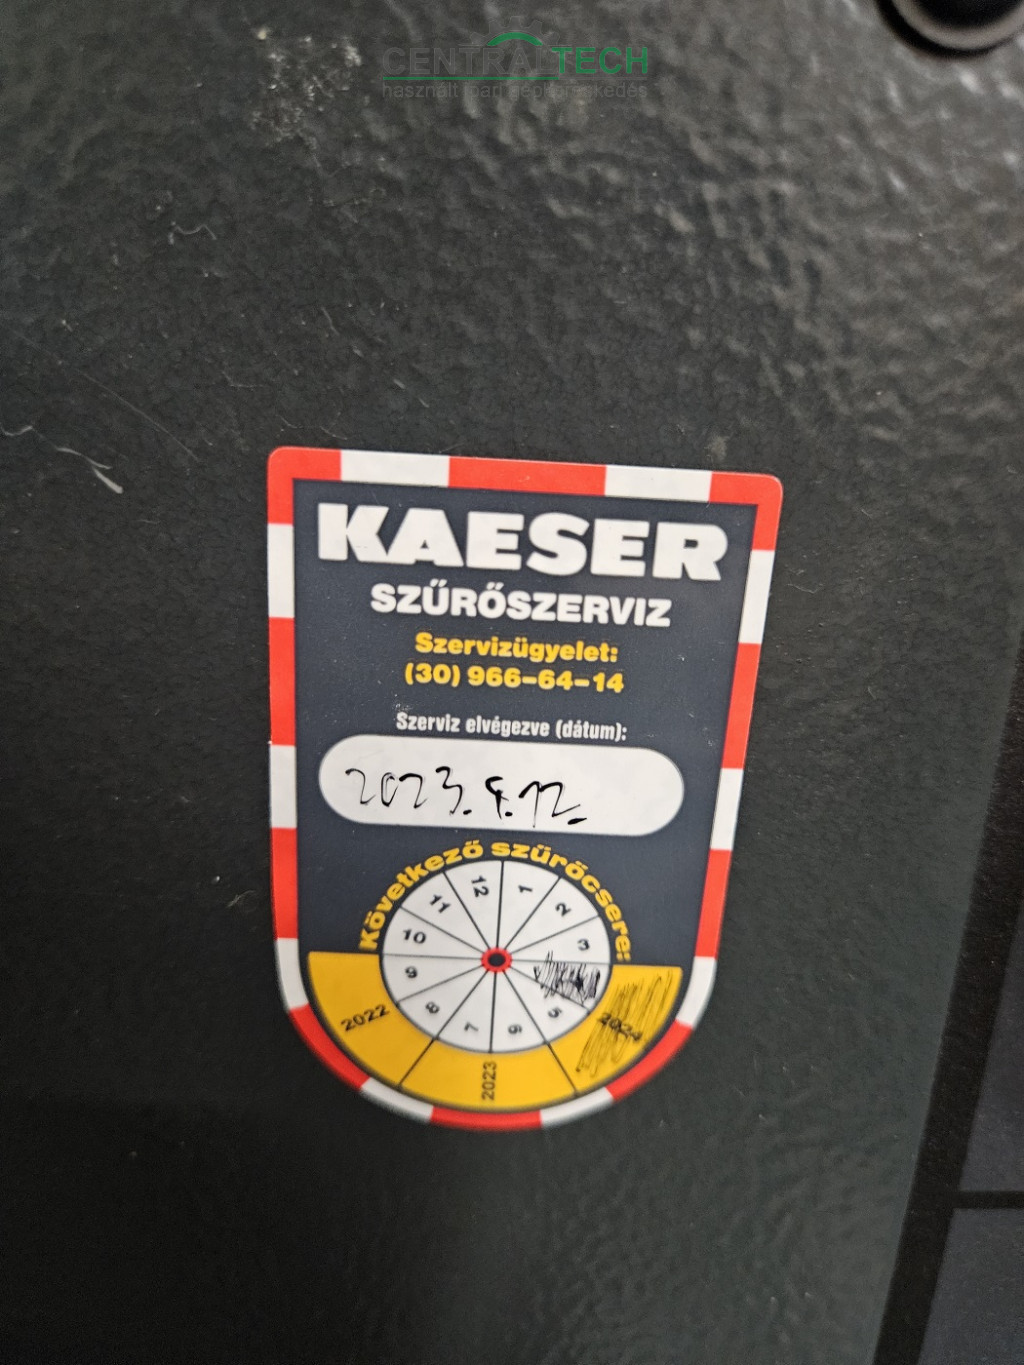 CENTRALTECH
használt ipari gépkereskedés
KAESER
SZŰRŐSZERVIZ
Szervizügyelet:
(30) 966-64-14
Szerviz elvégezve (dátum):
2023. 12.
Következő szűrőcsere:
12 1 2 3 5 6 7 8 9 10 11
2022 2023 2024